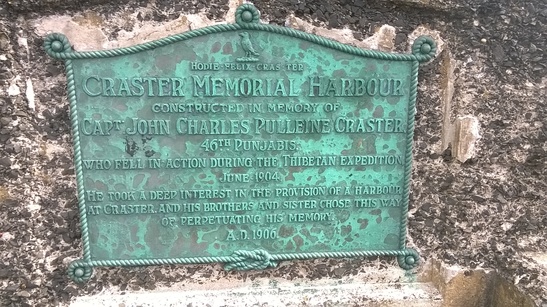 HODIE·FELIX·CRAS·TER
CRASTER MEMORIAL HARBOUR
CONSTRUCTED IN MEMORY OF
CAPT JOHN CHARLES PULLEINE CRASTER.
46TH PUNJABIS.
WHO FELL IN ACTION DURING THE THIBETAN EXPEDITION
JUNE 1904.
HE TOOK A DEEP INTEREST IN THE PROVISION OF A HARBOUR
AT CRASTER, AND HIS BROTHERS AND SISTER CHOSE THIS WAY
OF PERPETUATING HIS MEMORY.
A.D. 1906.